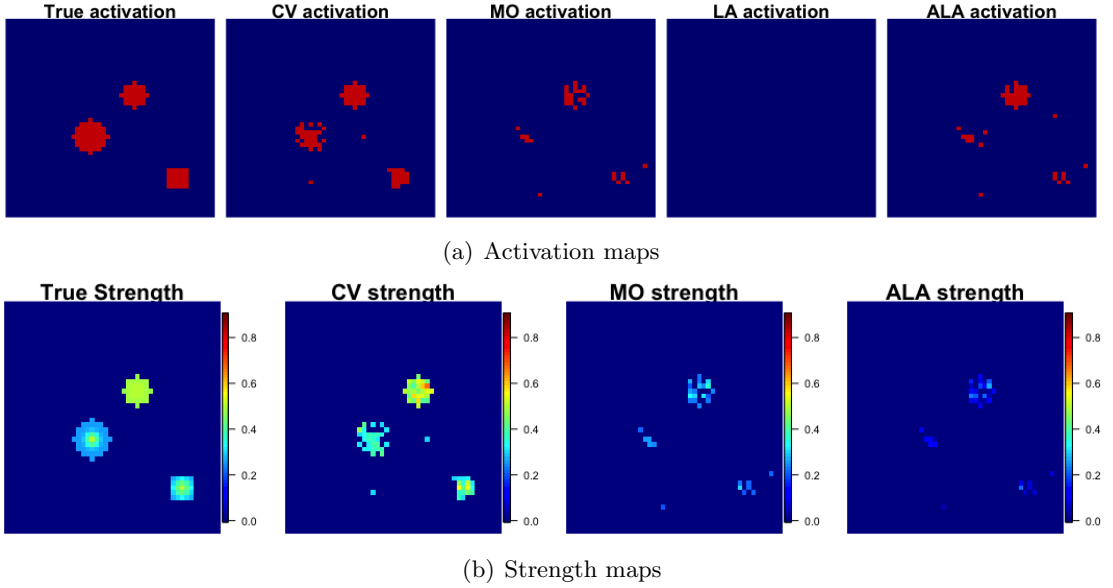 True activation CV activation MO activation LA activation ALA activation
(a) Activation maps
True Strength CV strength MO strength ALA strength
0.8 0.8 0.8 0.8
0.6 0.6 0.6 0.6
0.4 0.4 0.4 0.4
0.2 0.2 0.2 0.2
0.0 0.0 0.0 0.0
(b) Strength maps